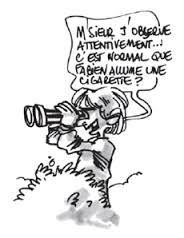 M'SIEUR J'OBSERVE
ATTENTIVEMENT...
C'EST NORMAL QUE
FABIEN ALLUME UNE
CIGARETTE ?